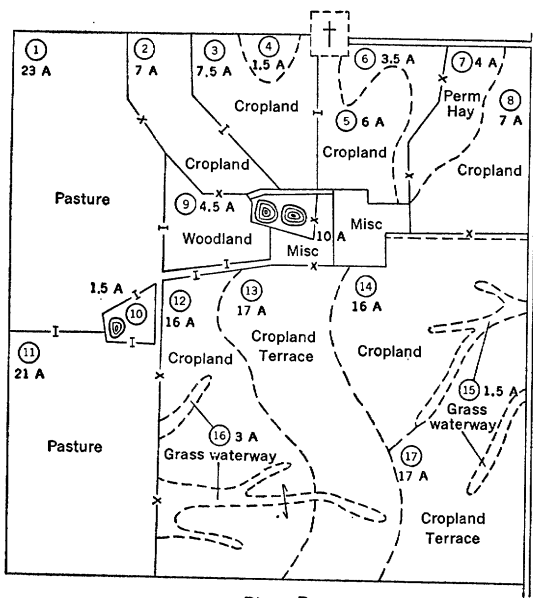 1
23 A
2
7 A
3
7.5 A
4
1.5 A
6 3.5 A
7 4 A
Perm
Hay
8
7 A
Cropland
5 6 A
Cropland
Cropland
Cropland
Pasture
9 4.5 A
Woodland
Misc
10 A
Misc
1.5 A
10
12
16 A
13
17 A
14
16 A
11
21 A
Cropland
Cropland
Terrace
Cropland
15 1.5 A
Grass
waterway
Pasture
16 3 A
Grass waterway
17
17 A
Cropland
Terrace